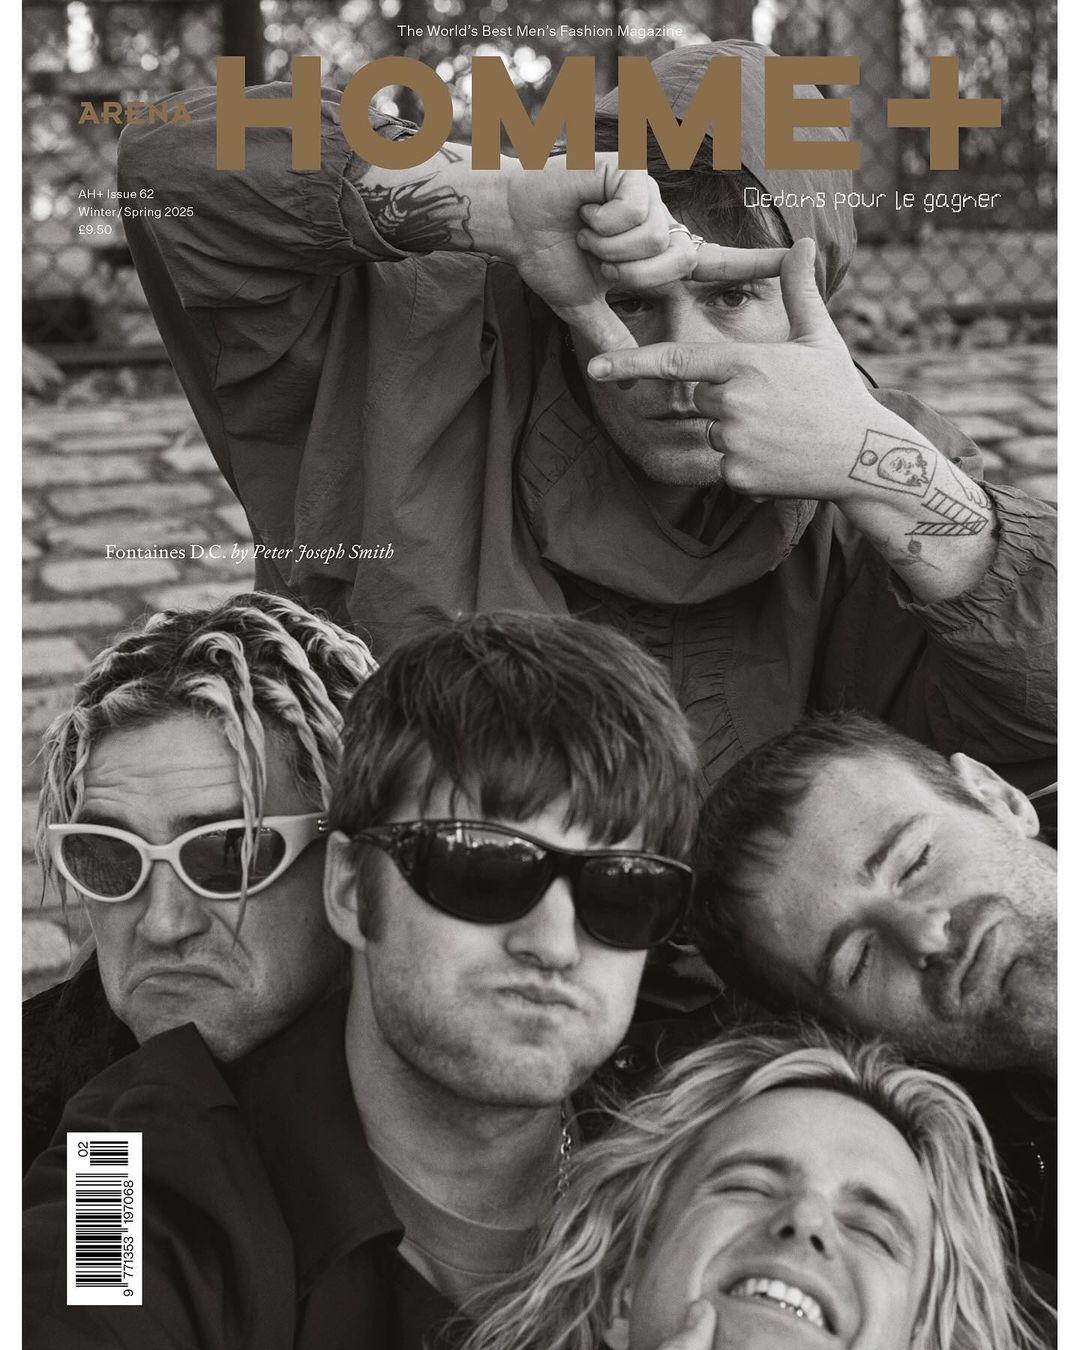 The World's Best Men's Fashion Magazine
ARENA HOMME+
AH+ Issue 62
Winter/Spring 2025
£9.50
Dedans pour le gagner
Fontaines D.C. by Peter Joseph Smith
02
9 771353 197068